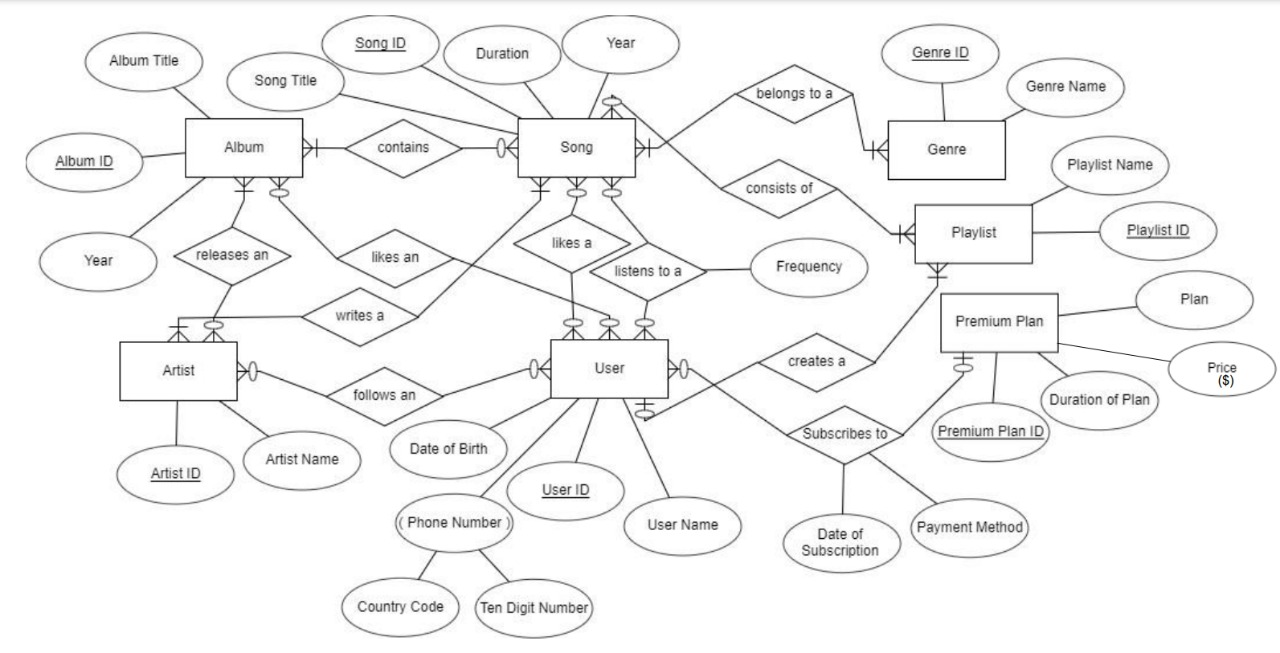 Song ID
Year
Duration
Genre ID
Album Title
Song Title
Genre Name
belongs to a
Album
contains
Song
Genre
Album ID
Playlist Name
consists of
Playlist
Playlist ID
Year
releases an
likes an
likes a
listens to a
Frequency
Plan
writes a
Premium Plan
Artist
User
creates a
Price
($)
follows an
Duration of Plan
Date of Birth
Subscribes to
Premium Plan ID
Artist ID
Artist Name
User ID
( Phone Number )
User Name
Date of
Subscription
Payment Method
Country Code
Ten Digit Number